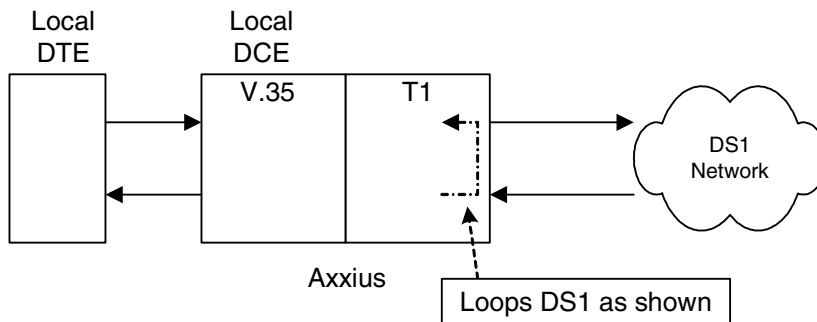 Local
DTE
Local
DCE
V.35
T1
DS1
Network
Axxius
Loops DS1 as shown